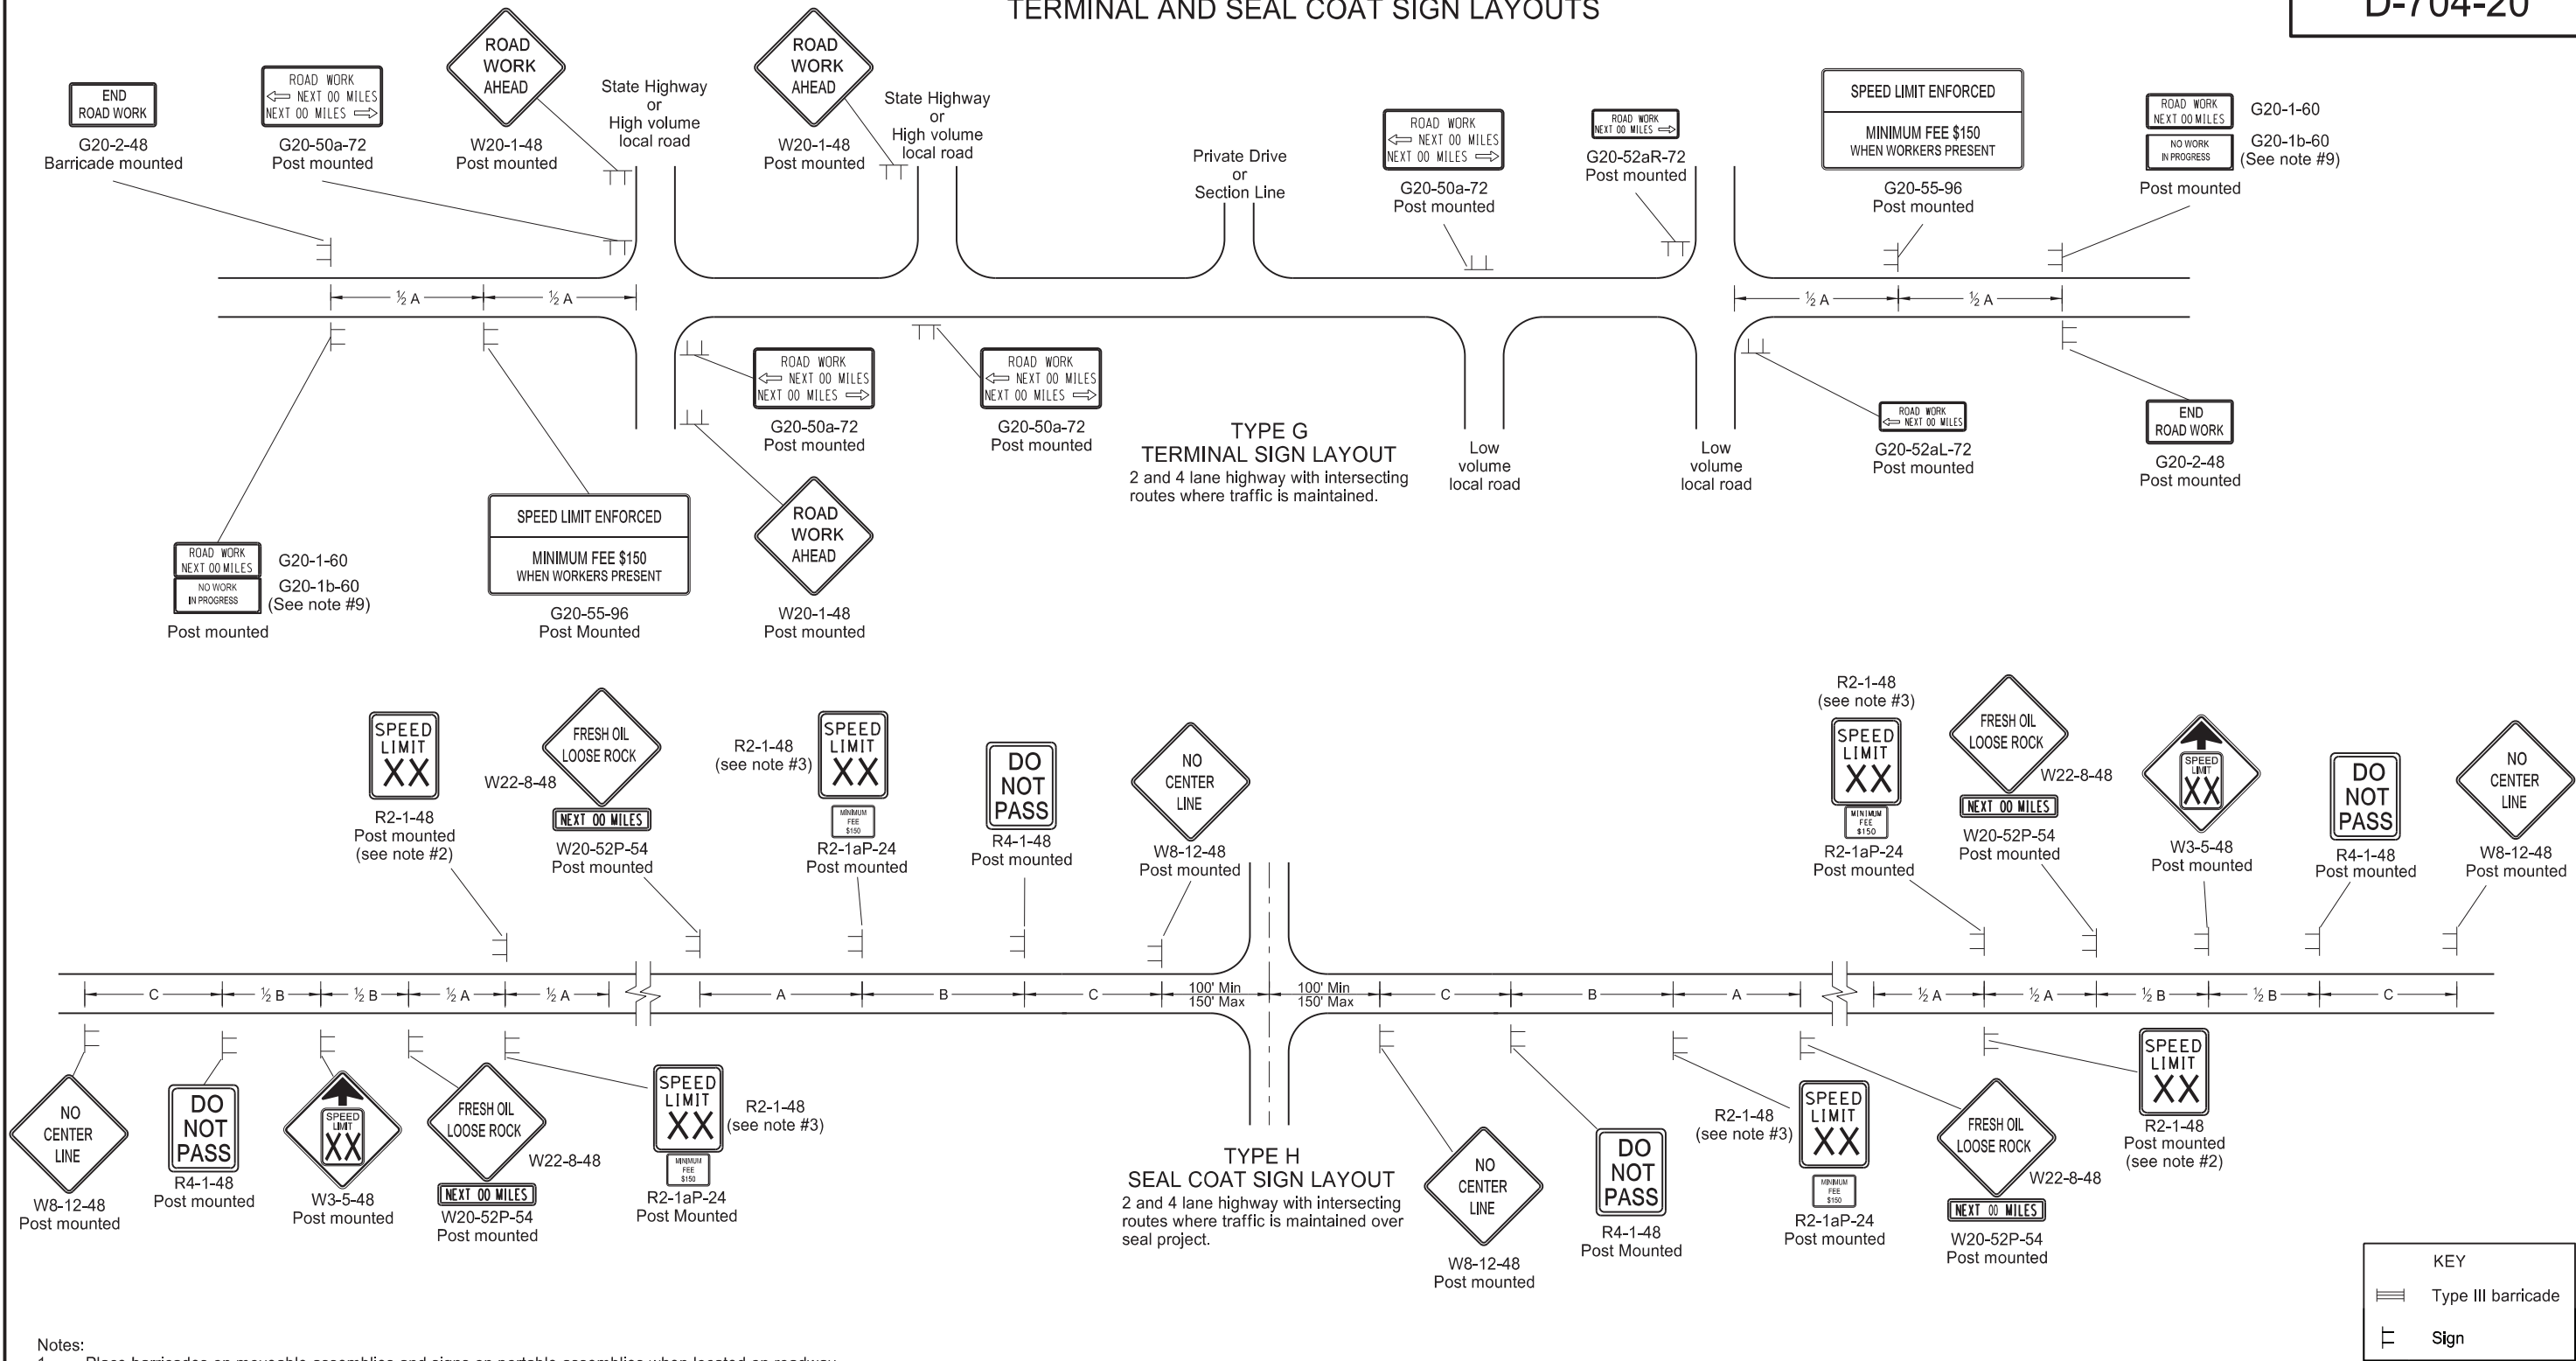 TERMINAL AND SEAL COAT SIGN LAYOUTS
D-704-20
END
ROAD WORK
G20-2-48
Barricade mounted
ROAD WORK
NEXT 00 MILES
NEXT 00 MILES
G20-50a-72
Post mounted
ROAD
WORK
AHEAD
W20-1-48
Post mounted
State Highway
or
High volume
local road
ROAD
WORK
AHEAD
W20-1-48
Post mounted
State Highway
or
High volume
local road
Private Drive
or
Section Line
ROAD WORK
NEXT 00 MILES
NEXT 00 MILES
G20-50a-72
Post mounted
ROAD WORK
NEXT 00 MILES
G20-52aR-72
Post mounted
SPEED LIMIT ENFORCED
MINIMUM FEE $150
WHEN WORKERS PRESENT
G20-55-96
Post mounted
ROAD WORK
NEXT 00 MILES
G20-1-60
NO WORK
IN PROGRESS
G20-1b-60
(See note #9)
Post mounted
½ A
½ A
½ A
½ A
ROAD WORK
NEXT 00 MILES
NEXT 00 MILES
G20-50a-72
Post mounted
ROAD WORK
NEXT 00 MILES
NEXT 00 MILES
G20-50a-72
Post mounted
TYPE G
TERMINAL SIGN LAYOUT
2 and 4 lane highway with intersecting
routes where traffic is maintained.
Low
volume
local road
Low
volume
local road
ROAD WORK
NEXT 00 MILES
G20-52aL-72
Post mounted
END
ROAD WORK
G20-2-48
Post mounted
ROAD WORK
NEXT 00 MILES
G20-1-60
NO WORK
IN PROGRESS
G20-1b-60
(See note #9)
Post mounted
SPEED LIMIT ENFORCED
MINIMUM FEE $150
WHEN WORKERS PRESENT
G20-55-96
Post Mounted
ROAD
WORK
AHEAD
W20-1-48
Post mounted
SPEED
LIMIT
XX
R2-1-48
Post mounted
(see note #2)
FRESH OIL
LOOSE ROCK
W22-8-48
NEXT 00 MILES
W20-52P-54
Post mounted
R2-1-48
(see note #3)
SPEED
LIMIT
XX
MINIMUM
FEE
$150
R2-1aP-24
Post mounted
DO
NOT
PASS
R4-1-48
Post mounted
NO
CENTER
LINE
W8-12-48
Post mounted
R2-1-48
(see note #3)
SPEED
LIMIT
XX
MINIMUM
FEE
$150
R2-1aP-24
Post mounted
FRESH OIL
LOOSE ROCK
W22-8-48
NEXT 00 MILES
W20-52P-54
Post mounted
SPEED
LIMIT
XX
W3-5-48
Post mounted
DO
NOT
PASS
R4-1-48
Post mounted
NO
CENTER
LINE
W8-12-48
Post mounted
C
½ B
½ B
½ A
½ A
A
B
C
100' Min
150' Max
100' Min
150' Max
C
B
A
½ A
½ A
½ B
½ B
C
NO
CENTER
LINE
W8-12-48
Post mounted
DO
NOT
PASS
R4-1-48
Post mounted
SPEED
LIMIT
XX
W3-5-48
Post mounted
FRESH OIL
LOOSE ROCK
W22-8-48
NEXT 00 MILES
W20-52P-54
Post mounted
SPEED
LIMIT
XX
R2-1-48
(see note #3)
MINIMUM
FEE
$150
R2-1aP-24
Post Mounted
TYPE H
SEAL COAT SIGN LAYOUT
2 and 4 lane highway with intersecting
routes where traffic is maintained over
seal project.
NO
CENTER
LINE
W8-12-48
Post mounted
DO
NOT
PASS
R4-1-48
Post Mounted
R2-1-48
(see note #3)
SPEED
LIMIT
XX
MINIMUM
FEE
$150
R2-1aP-24
Post mounted
FRESH OIL
LOOSE ROCK
W22-8-48
NEXT 00 MILES
W20-52P-54
Post mounted
SPEED
LIMIT
XX
R2-1-48
Post mounted
(see note #2)
KEY
Type III barricade
Sign
Notes:
1. Place barricades on moveable assemblies and signs on portable assemblies when located on roadway.